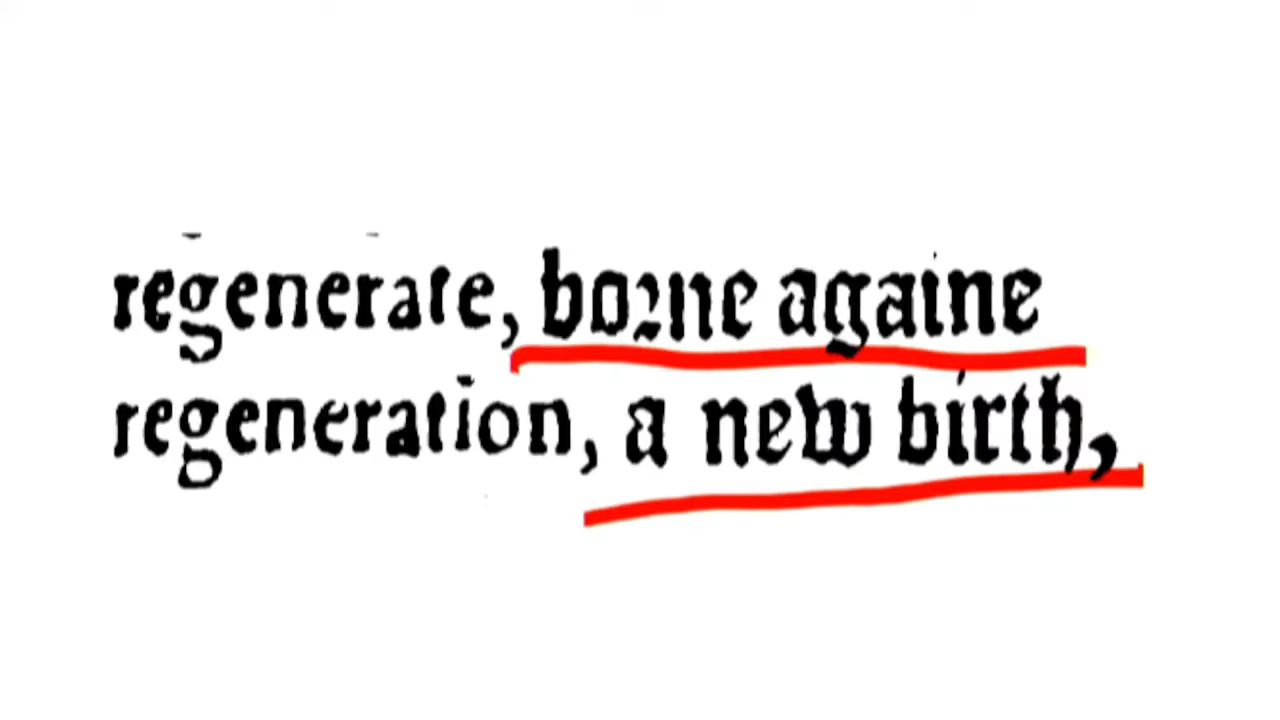 regenerate, borne againe
regeneration, a new birth,